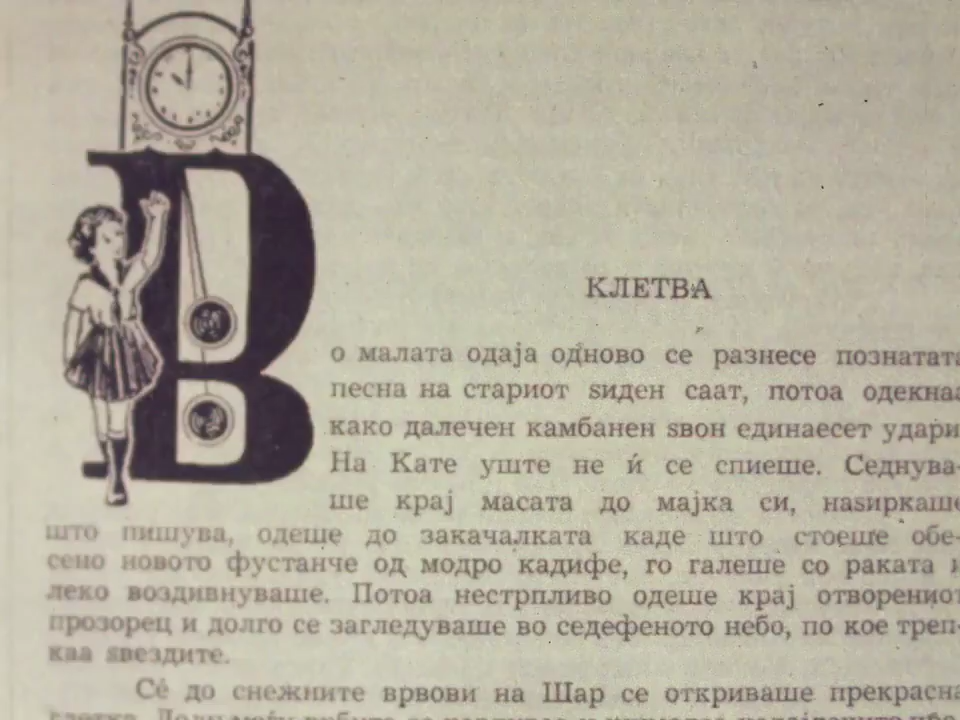 КЛЕТВА
Во малата одаја одново се разнесе познатата
песна на стариот ѕиден саат, потоа одекнаа
како далечен камбанен ѕвон единаесет удари
На Кате уште не ѝ се спиеше. Седнува-
ше крај масата до мајка си, наѕиркаше
што пишува, одеше до закачалката каде што стоеше обе-
сено новото фустанче од модро кадифе, го галеше со раката и
леко воздивнуваше. Потоа нестрпливо одеше крај отворениот
прозорец и долго се загледуваше во седефеното небо, по кое треп-
каа ѕвездите.
Сѐ до снежните врвови на Шар се откриваше прекрасна